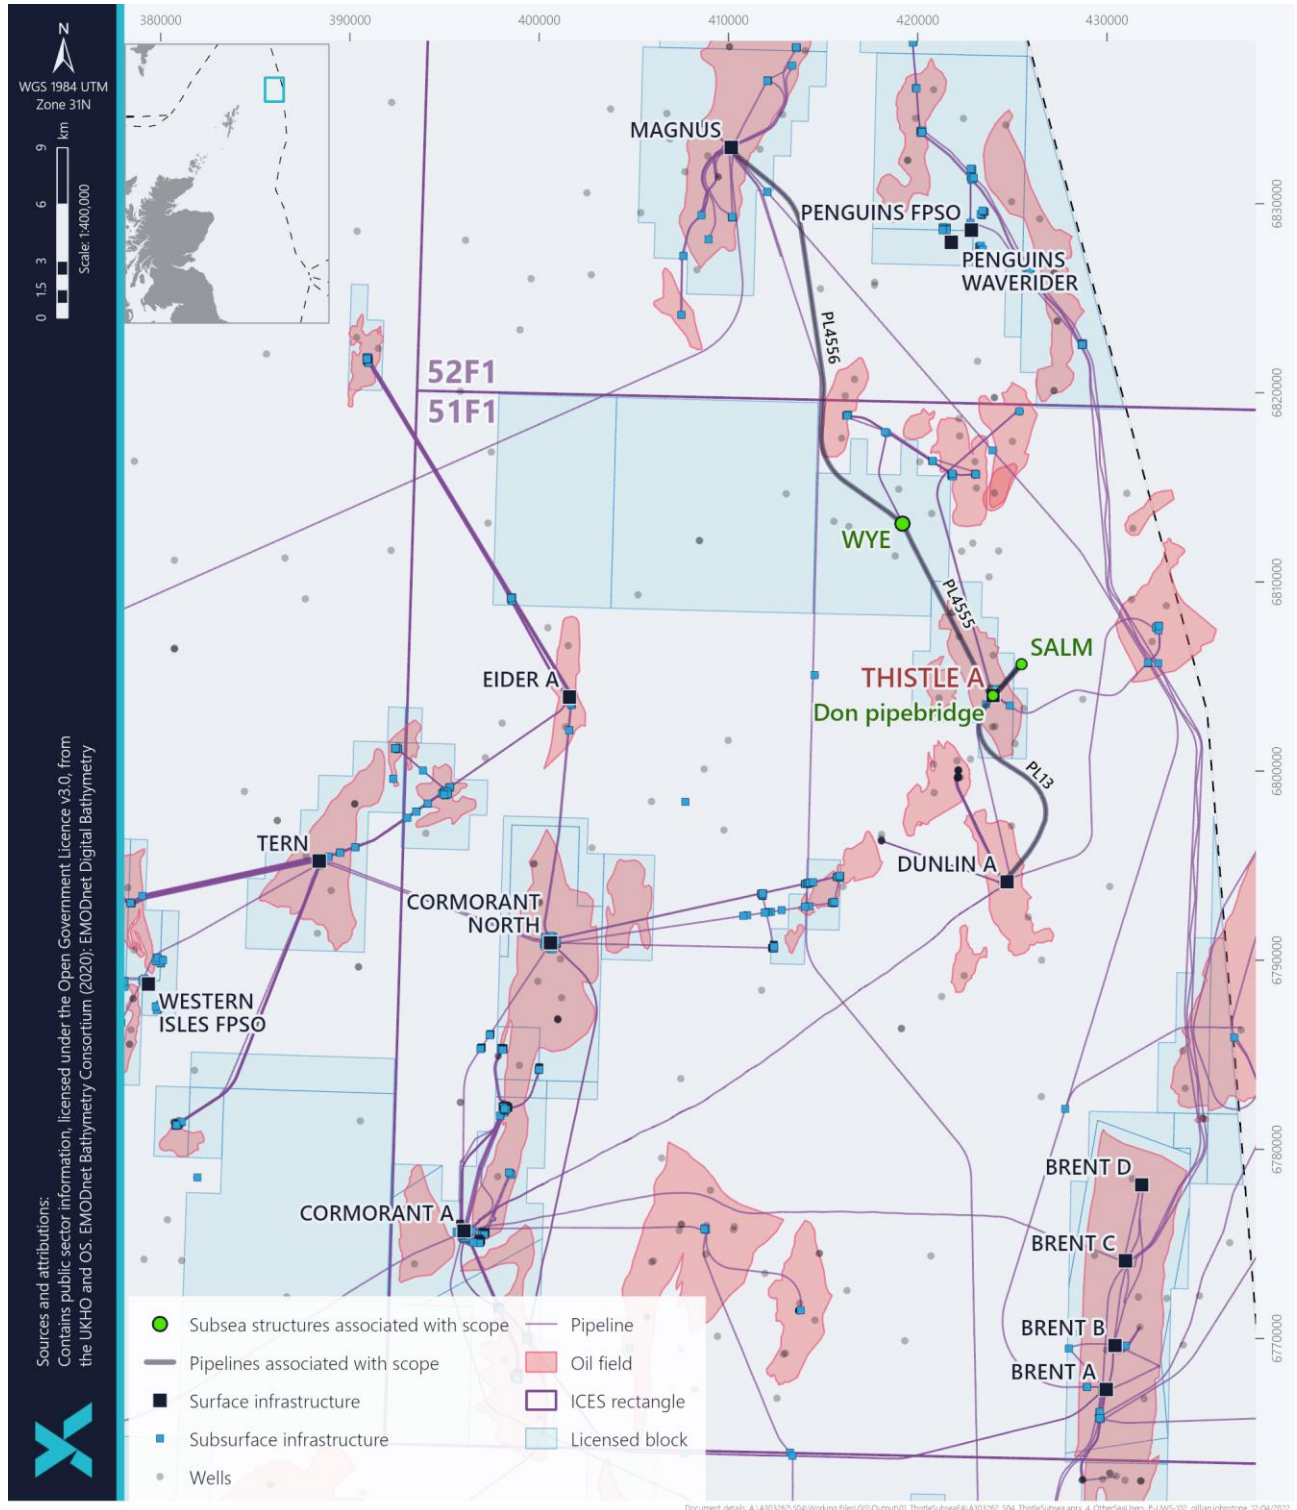 380000
390000
400000
410000
420000
430000
N
WGS 1984 UTM
Zone 31N
0 1.5 3 6 9 km
Scale: 1:400,000
MAGNUS
PENGUINS FPSO
PENGUINS
WAVERIDER
6830000
PL4556
52F1
51F1
6820000
WYE
6810000
PL4555
SALM
EIDER A
THISTLE A
Don pipebridge
6800000
PL13
TERN
DUNLIN A
CORMORANT
NORTH
6790000
WESTERN
ISLES FPSO
6780000
BRENT D
CORMORANT A
BRENT C
BRENT B
6770000
BRENT A
Subsea structures associated with scope
Pipelines associated with scope
Surface infrastructure
Subsurface infrastructure
Wells
Pipeline
Oil field
ICES rectangle
Licensed block
Sources and attributions:
Contains public sector information, licensed under the Open Government Licence v3.0, from
the UKHO and OS. EMODnet Bathymetry Consortium (2020): EMODnet Digital Bathymetry